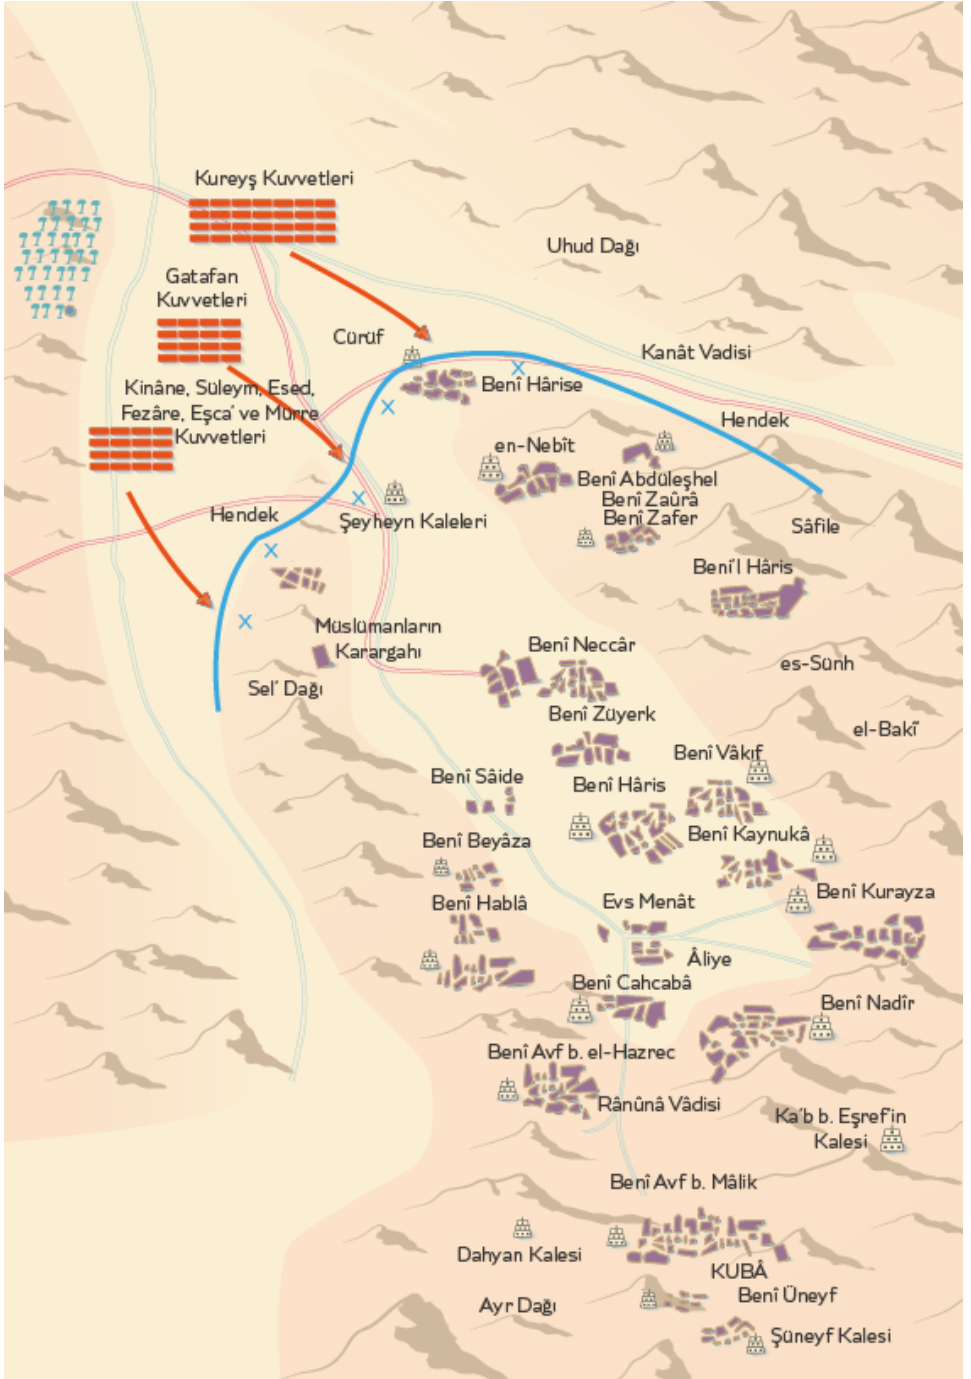 Kureyş Kuvvetleri
Uhud Dağı
Gatafan
Kuvvetleri
Cürüf
Kanât Vadisi
Kinâne, Süleym, Esed,
Fezâre, Eşca' ve Mürre
Kuvvetleri
Benî Hârise
Hendek
en-Nebît
Benî Abdüleşhel
Benî Zaûrâ
Benî Zafer
Hendek
Şeyheyn Kaleleri
Sâfile
Benî'l Hâris
Müslümanların
Karargahı
Benî Neccâr
es-Sünh
Sel' Dağı
Benî Züyerk
el-Bakî
Benî Vâkıf
Benî Sâide
Benî Hâris
Benî Beyâza
Benî Kaynukâ
Benî Hablâ
Evs Menât
Benî Kurayza
Âliye
Benî Cahcabâ
Benî Nadîr
Benî Avf b. el-Hazrec
Rânûnâ Vâdisi
Ka'b b. Eşref'in
Kalesi
Benî Avf b. Mâlik
Dahyan Kalesi
KUBÂ
Benî Üneyf
Ayr Dağı
Şüneyf Kalesi